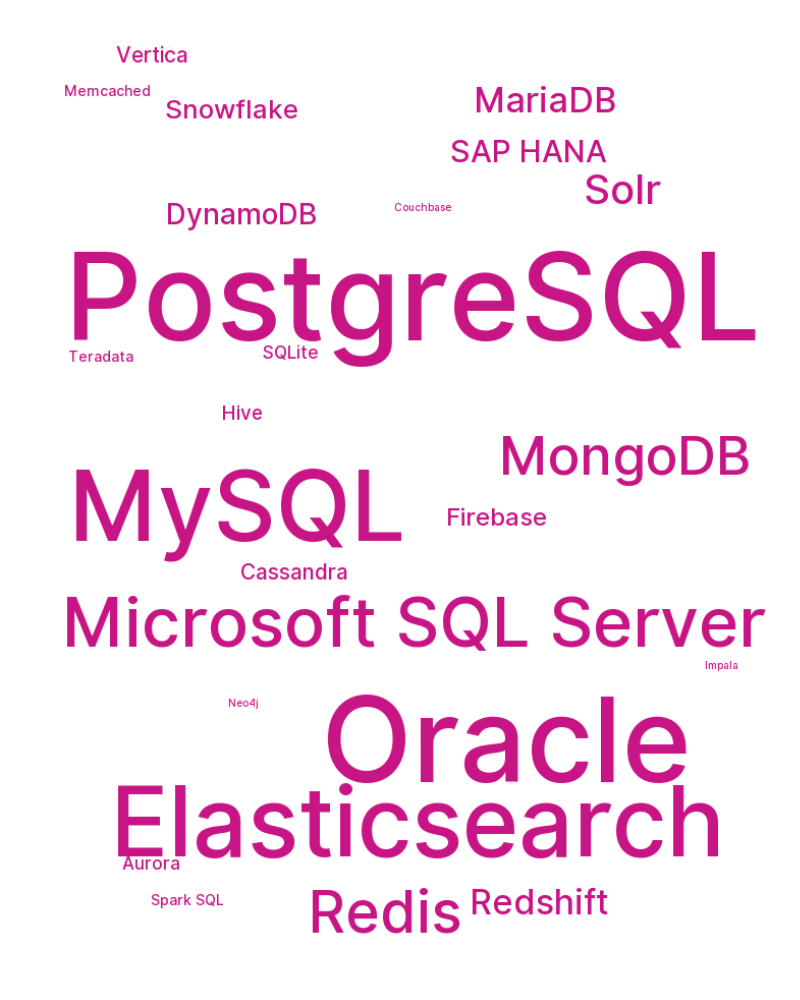 Vertica
Memcached
Snowflake
MariaDB
SAP HANA
Solr
DynamoDB
Couchbase
PostgreSQL
Teradata
SQLite
Hive
MongoDB
MySQL
Firebase
Cassandra
Microsoft SQL Server
Impala
Neo4j
Oracle
Elasticsearch
Aurora
Spark SQL
Redis
Redshift